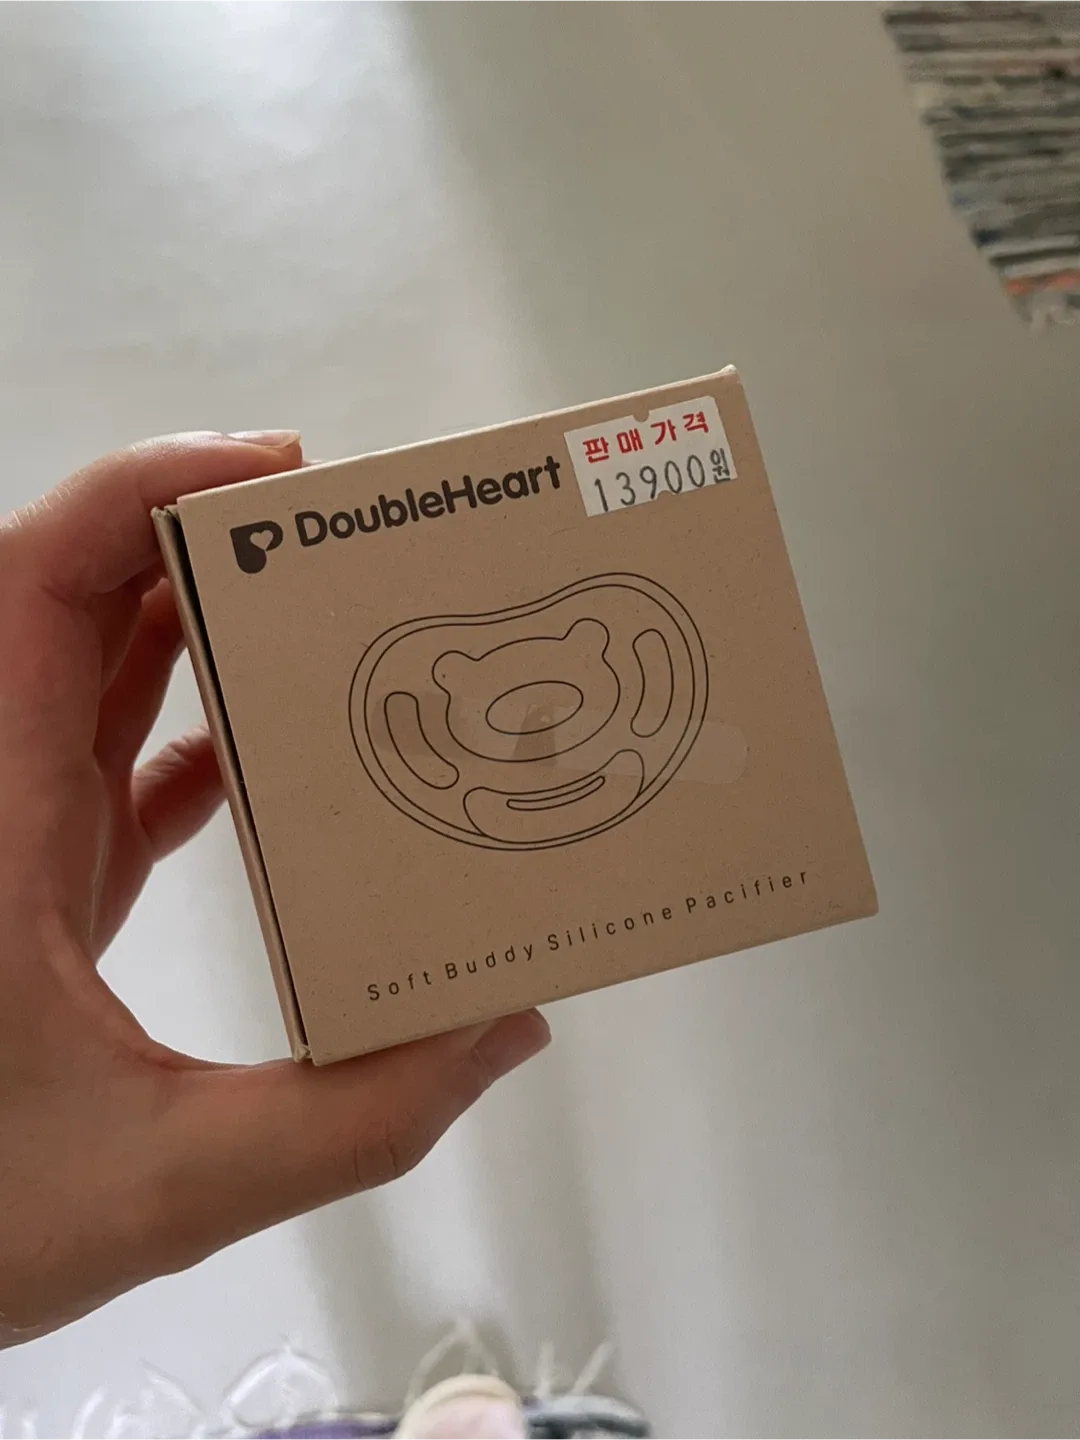 DoubleHeart
판매가격
13900원
Soft Buddy Silicone Pacifier